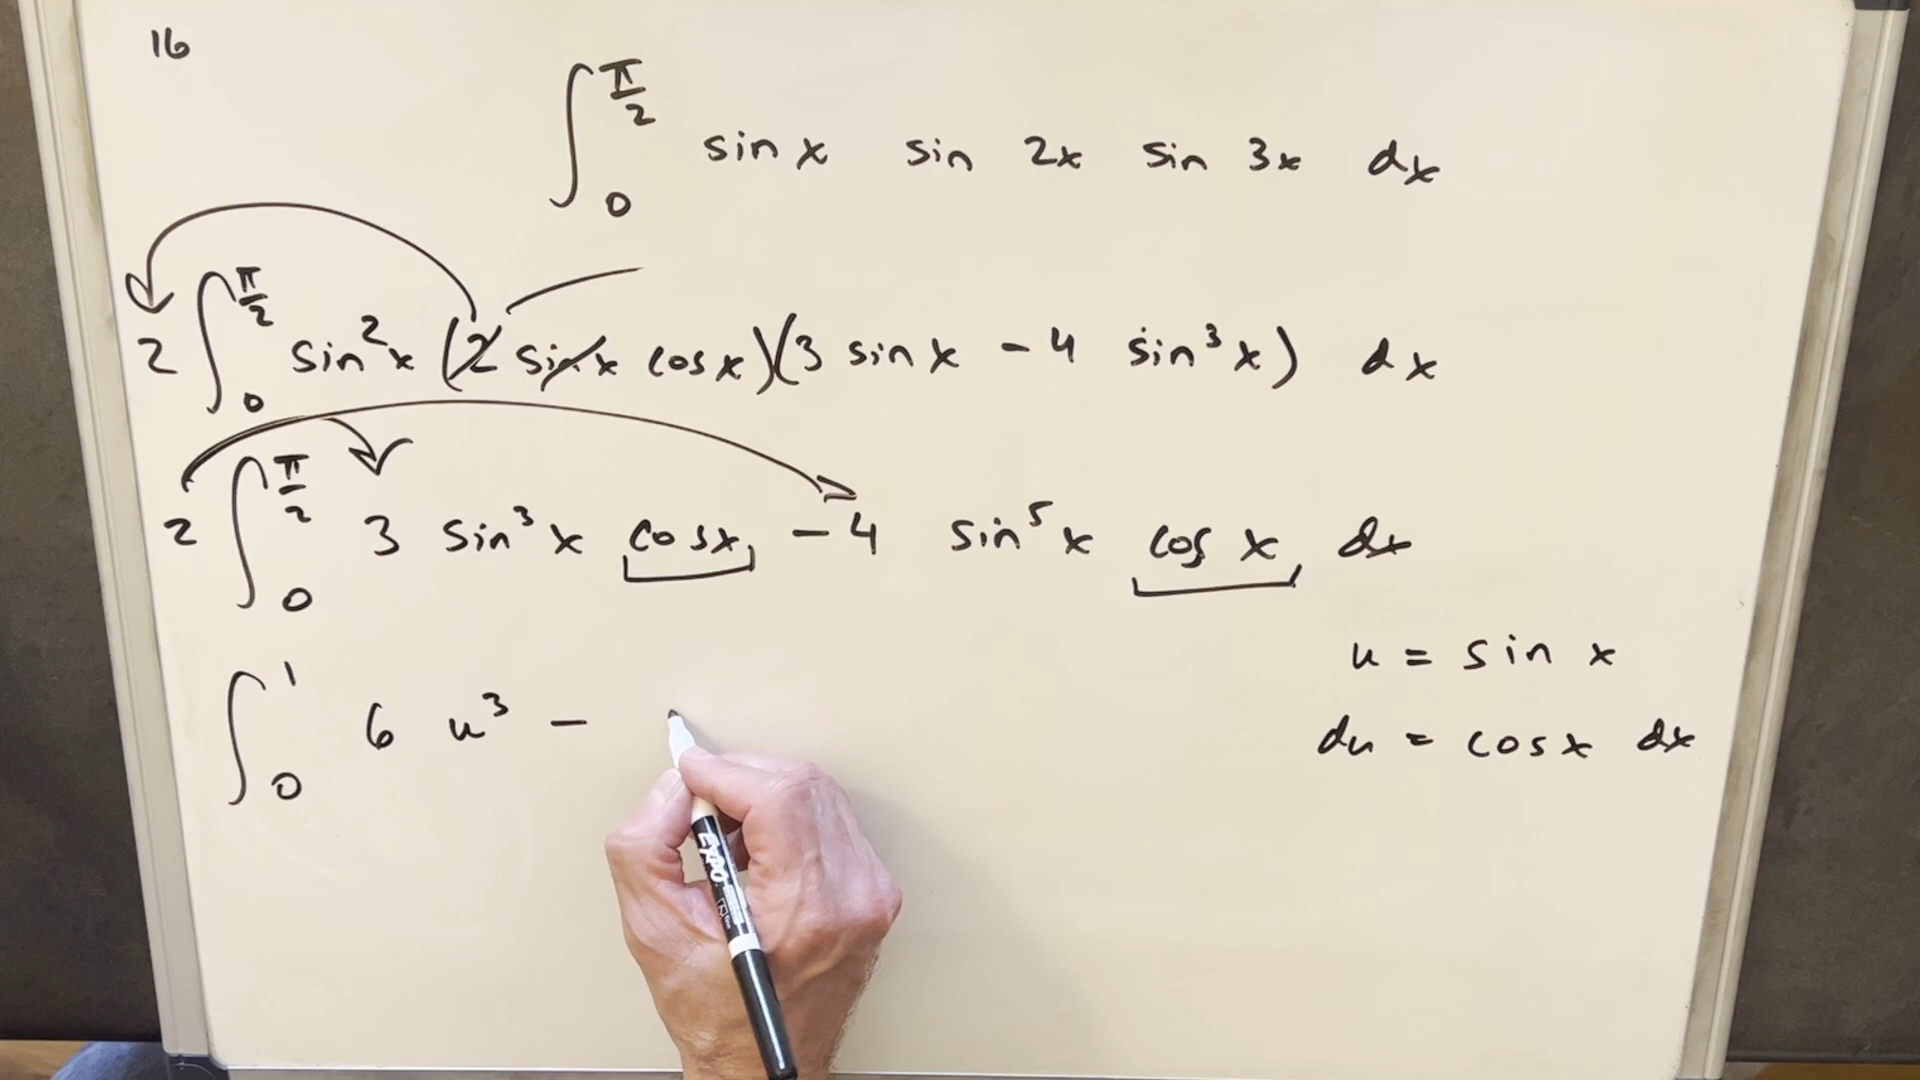 16
∫₀^(π/2) sin x sin 2x sin 3x dx
2 ∫₀^(π/2) sin²x (2 sin x cos x)(3 sin x - 4 sin³x) dx
2 ∫₀^(π/2) 3 sin³x cos x - 4 sin⁵x cos x dx
u = sin x
∫₀¹ 6 u³ -
du = cos x dx
EXPO